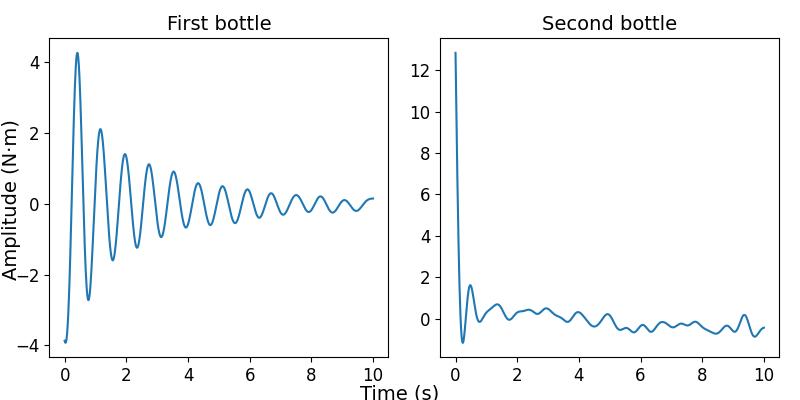 First bottle
Second bottle
Amplitude (N·m)
4
2
0
−2
−4
0 2 4 6 8 10
12
10
8
6
4
2
0
0 2 4 6 8 10
Time (s)